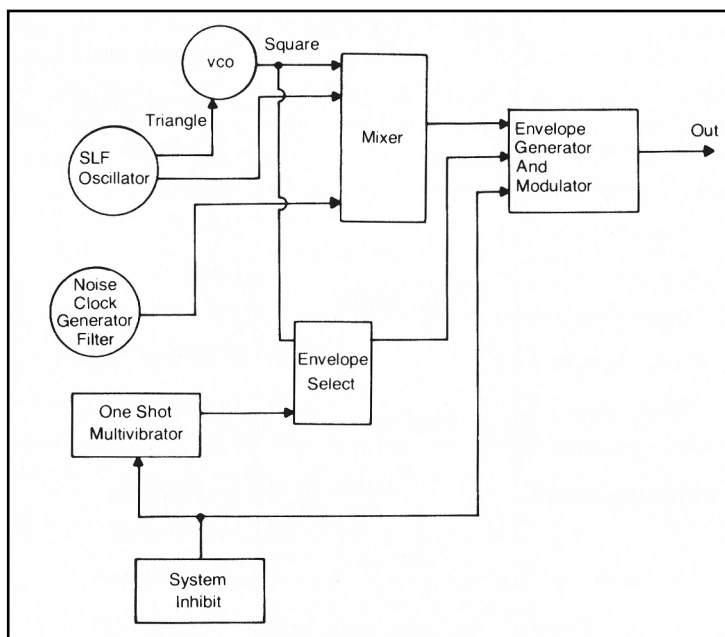 Square
vco
Triangle
SLF
Oscillator
Mixer
Envelope
Generator
And
Modulator
Out
Noise
Clock
Generator
Filter
Envelope
Select
One Shot
Multivibrator
System
Inhibit